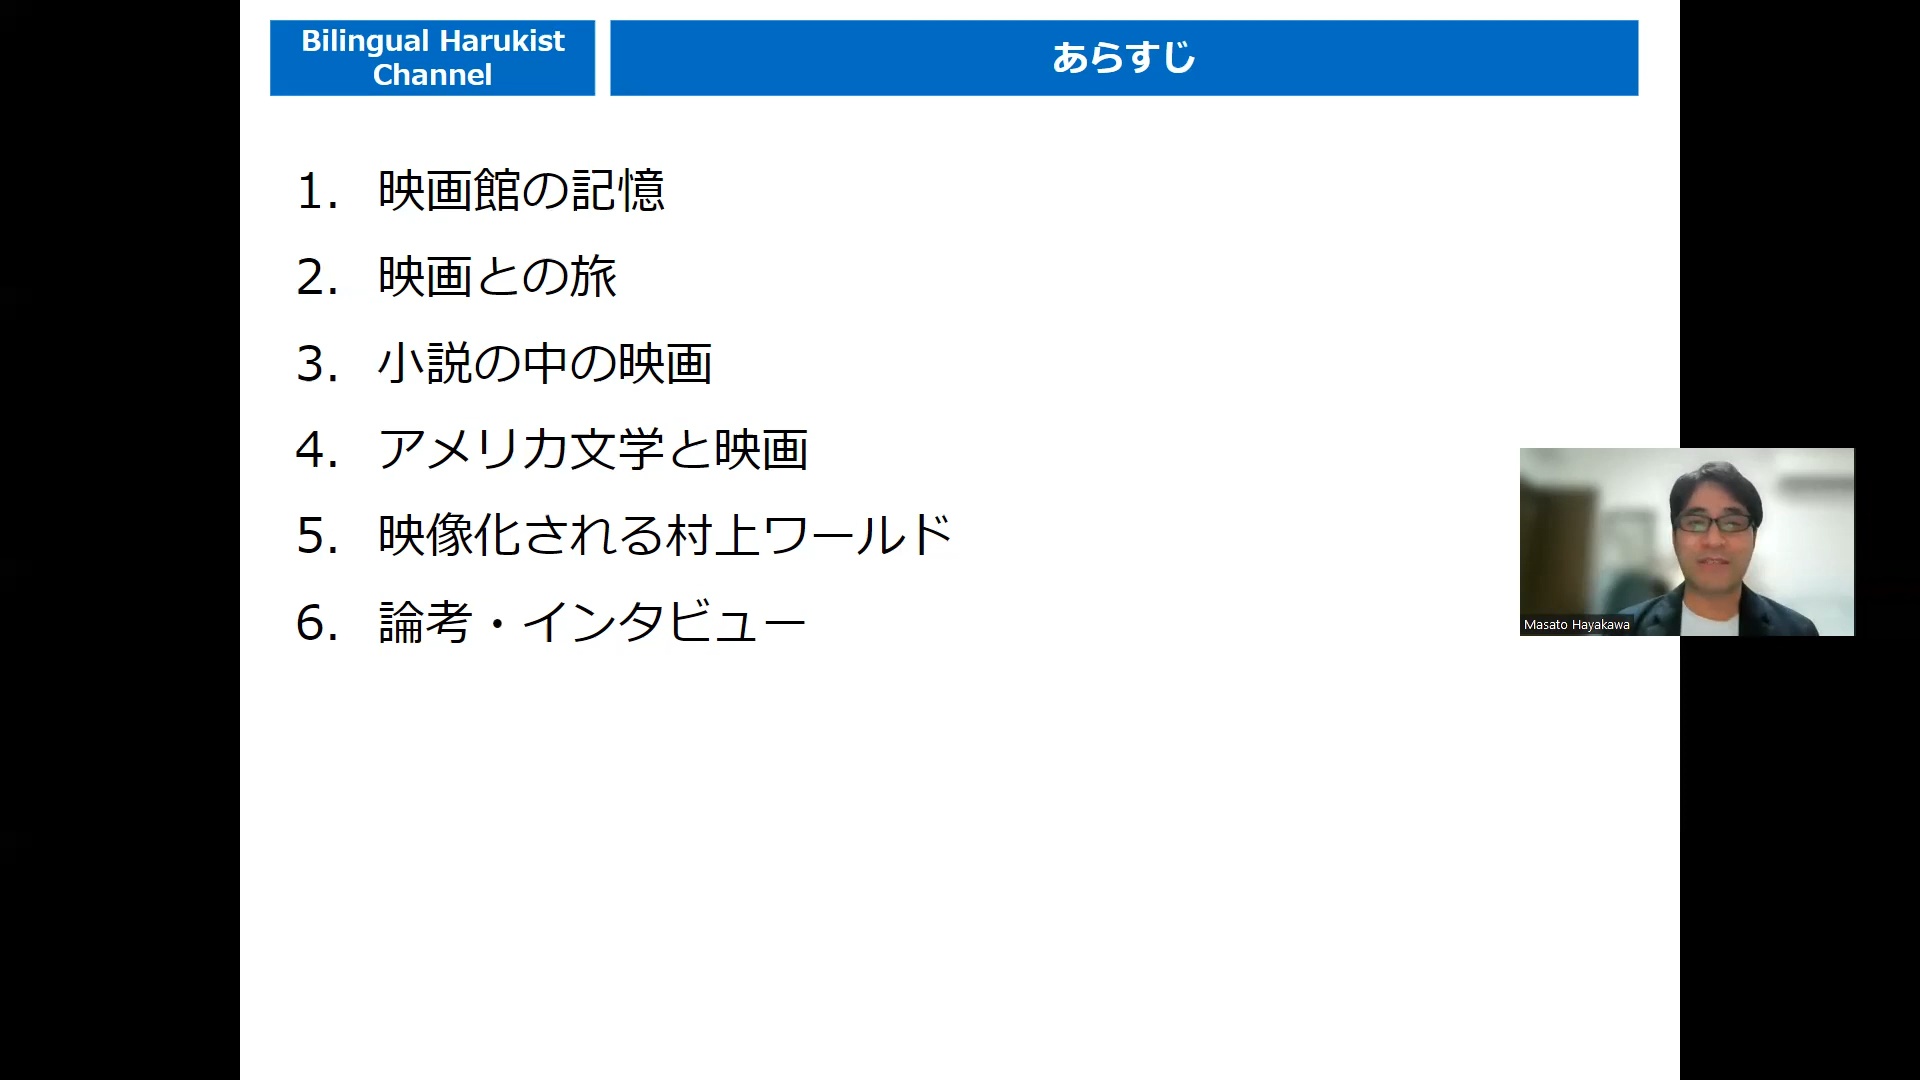 Bilingual Harukist
Channel
あらすじ
1. 映画館の記憶
2. 映画との旅
3. 小説の中の映画
4. アメリカ文学と映画
5. 映像化される村上ワールド
6. 論考・インタビュー
Masato Hayakawa